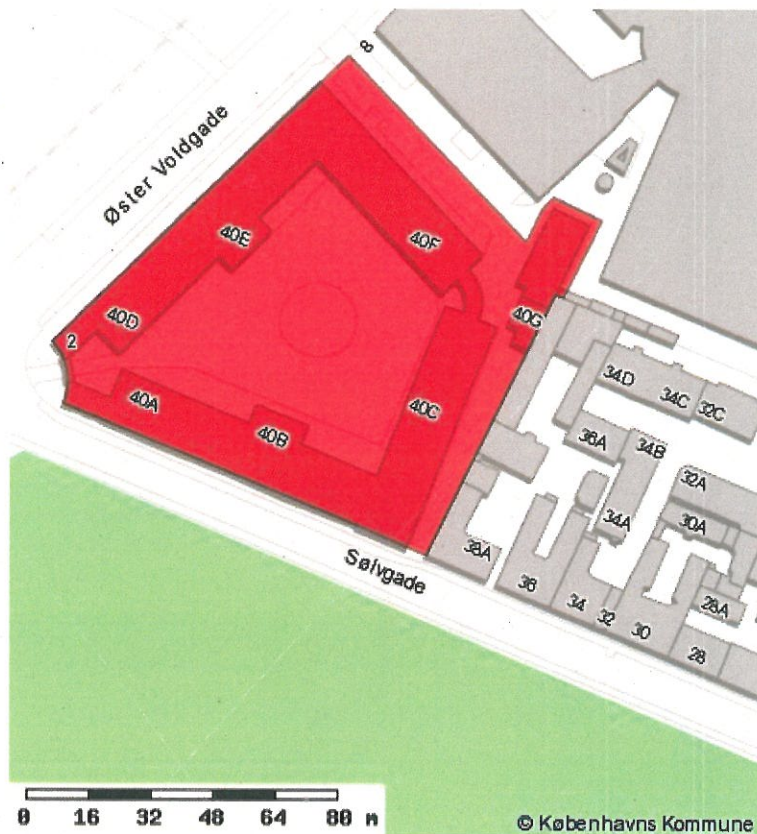 8
Øster Voldgade
40E
40F
40D
2
40G
40A
40B
40C
34D
34C
32C
36A
34B
32A
34A
30A
38A
28A
36
34
32
30
28
Sølvgade
0 16 32 48 64 80 m
© Københavns Kommune